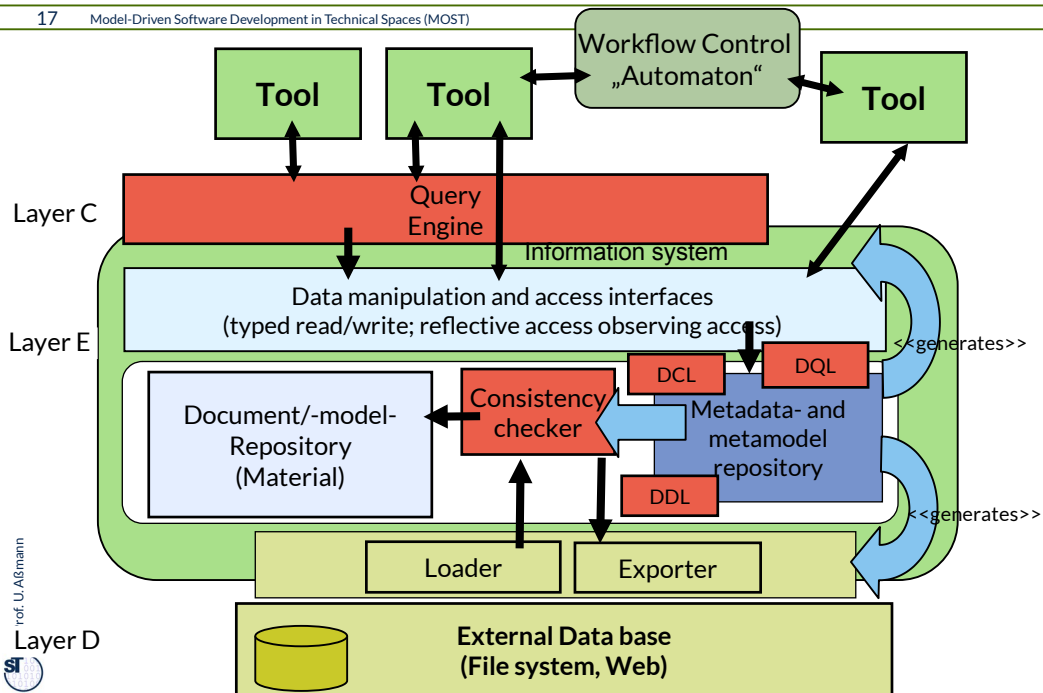 17 Model-Driven Software Development in Technical Spaces (MOST)
Workflow Control
„Automaton“
Tool
Tool
Tool
Layer C
Query
Engine
Information system
Data manipulation and access interfaces
(typed read/write; reflective access observing access)
Layer E
<<generates>>
DCL
DQL
Document/-model-
Repository
(Material)
Consistency
checker
Metadata- and
metamodel
repository
DDL
<<generates>>
Loader
Exporter
rof. U. Aßmann
Layer D
External Data base
(File system, Web)
ST